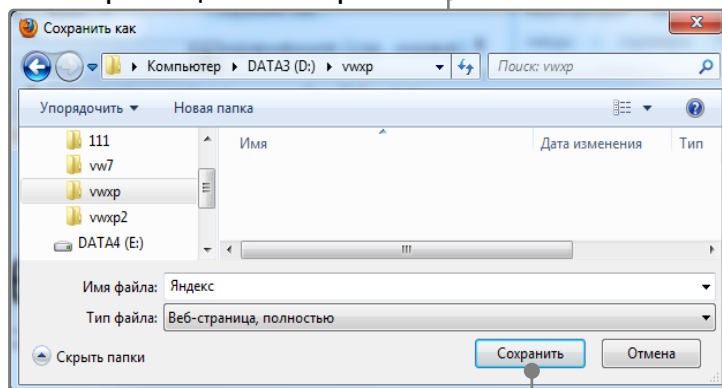 Сохранить как
Компьютер DATA3 (D:) vwxp Поиск: vwxp
Упорядочить Новая папка
111 Имя Дата изменения Тип
vw7
vwxp
vwxp2
DATA4 (E:)
Имя файла: Яндекс
Тип файла: Веб-страница, полностью
Скрыть папки Сохранить Отмена